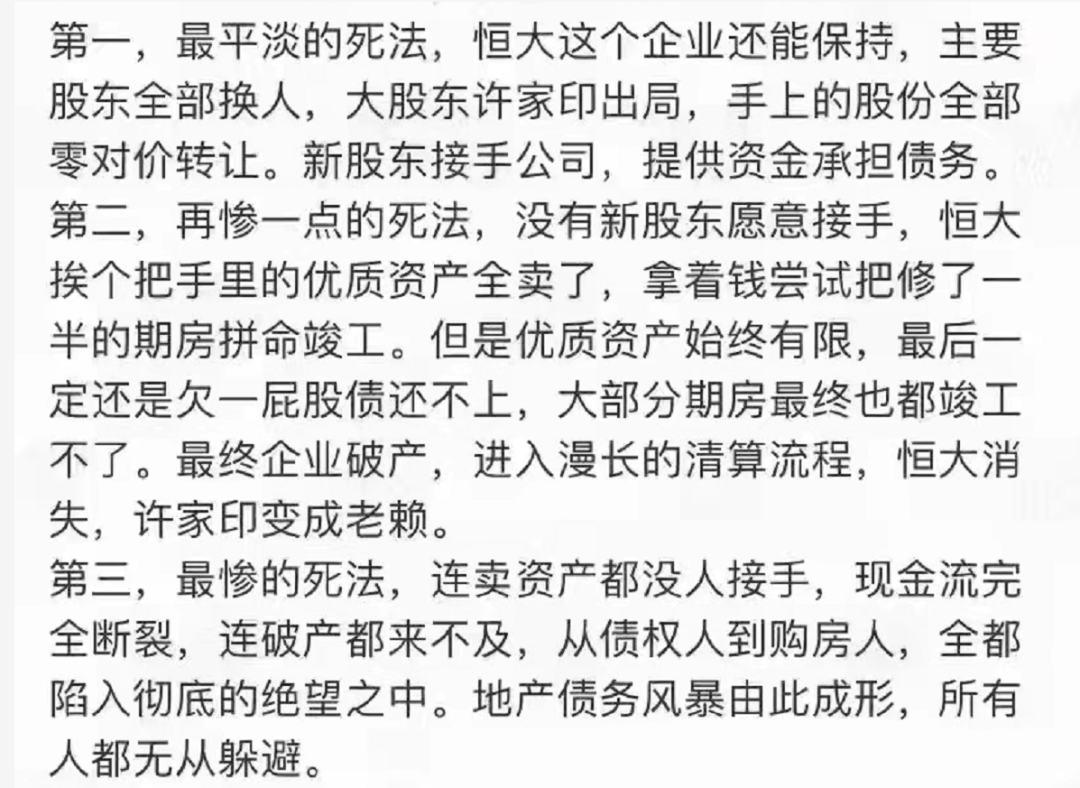 第一，最平淡的死法，恒大这个企业还能保持，主要
股东全部换人，大股东许家印出局，手上的股份全部
零对价转让。新股东接手公司，提供资金承担债务。
第二，再惨一点的死法，没有新股东愿意接手，恒大
挨个把手里的优质资产全卖了，拿着钱尝试把修了一
半的期房拼命竣工。但是优质资产始终有限，最后一
定还是欠一屁股债还不上，大部分期房最终也都竣工
不了。最终企业破产，进入漫长的清算流程，恒大消
失，许家印变成老赖。
第三，最惨的死法，连卖资产都没人接手，现金流完
全断裂，连破产都来不及，从债权人到购房人，全都
陷入彻底的绝望之中。地产债务风暴由此成形，所有
人都无从躲避。